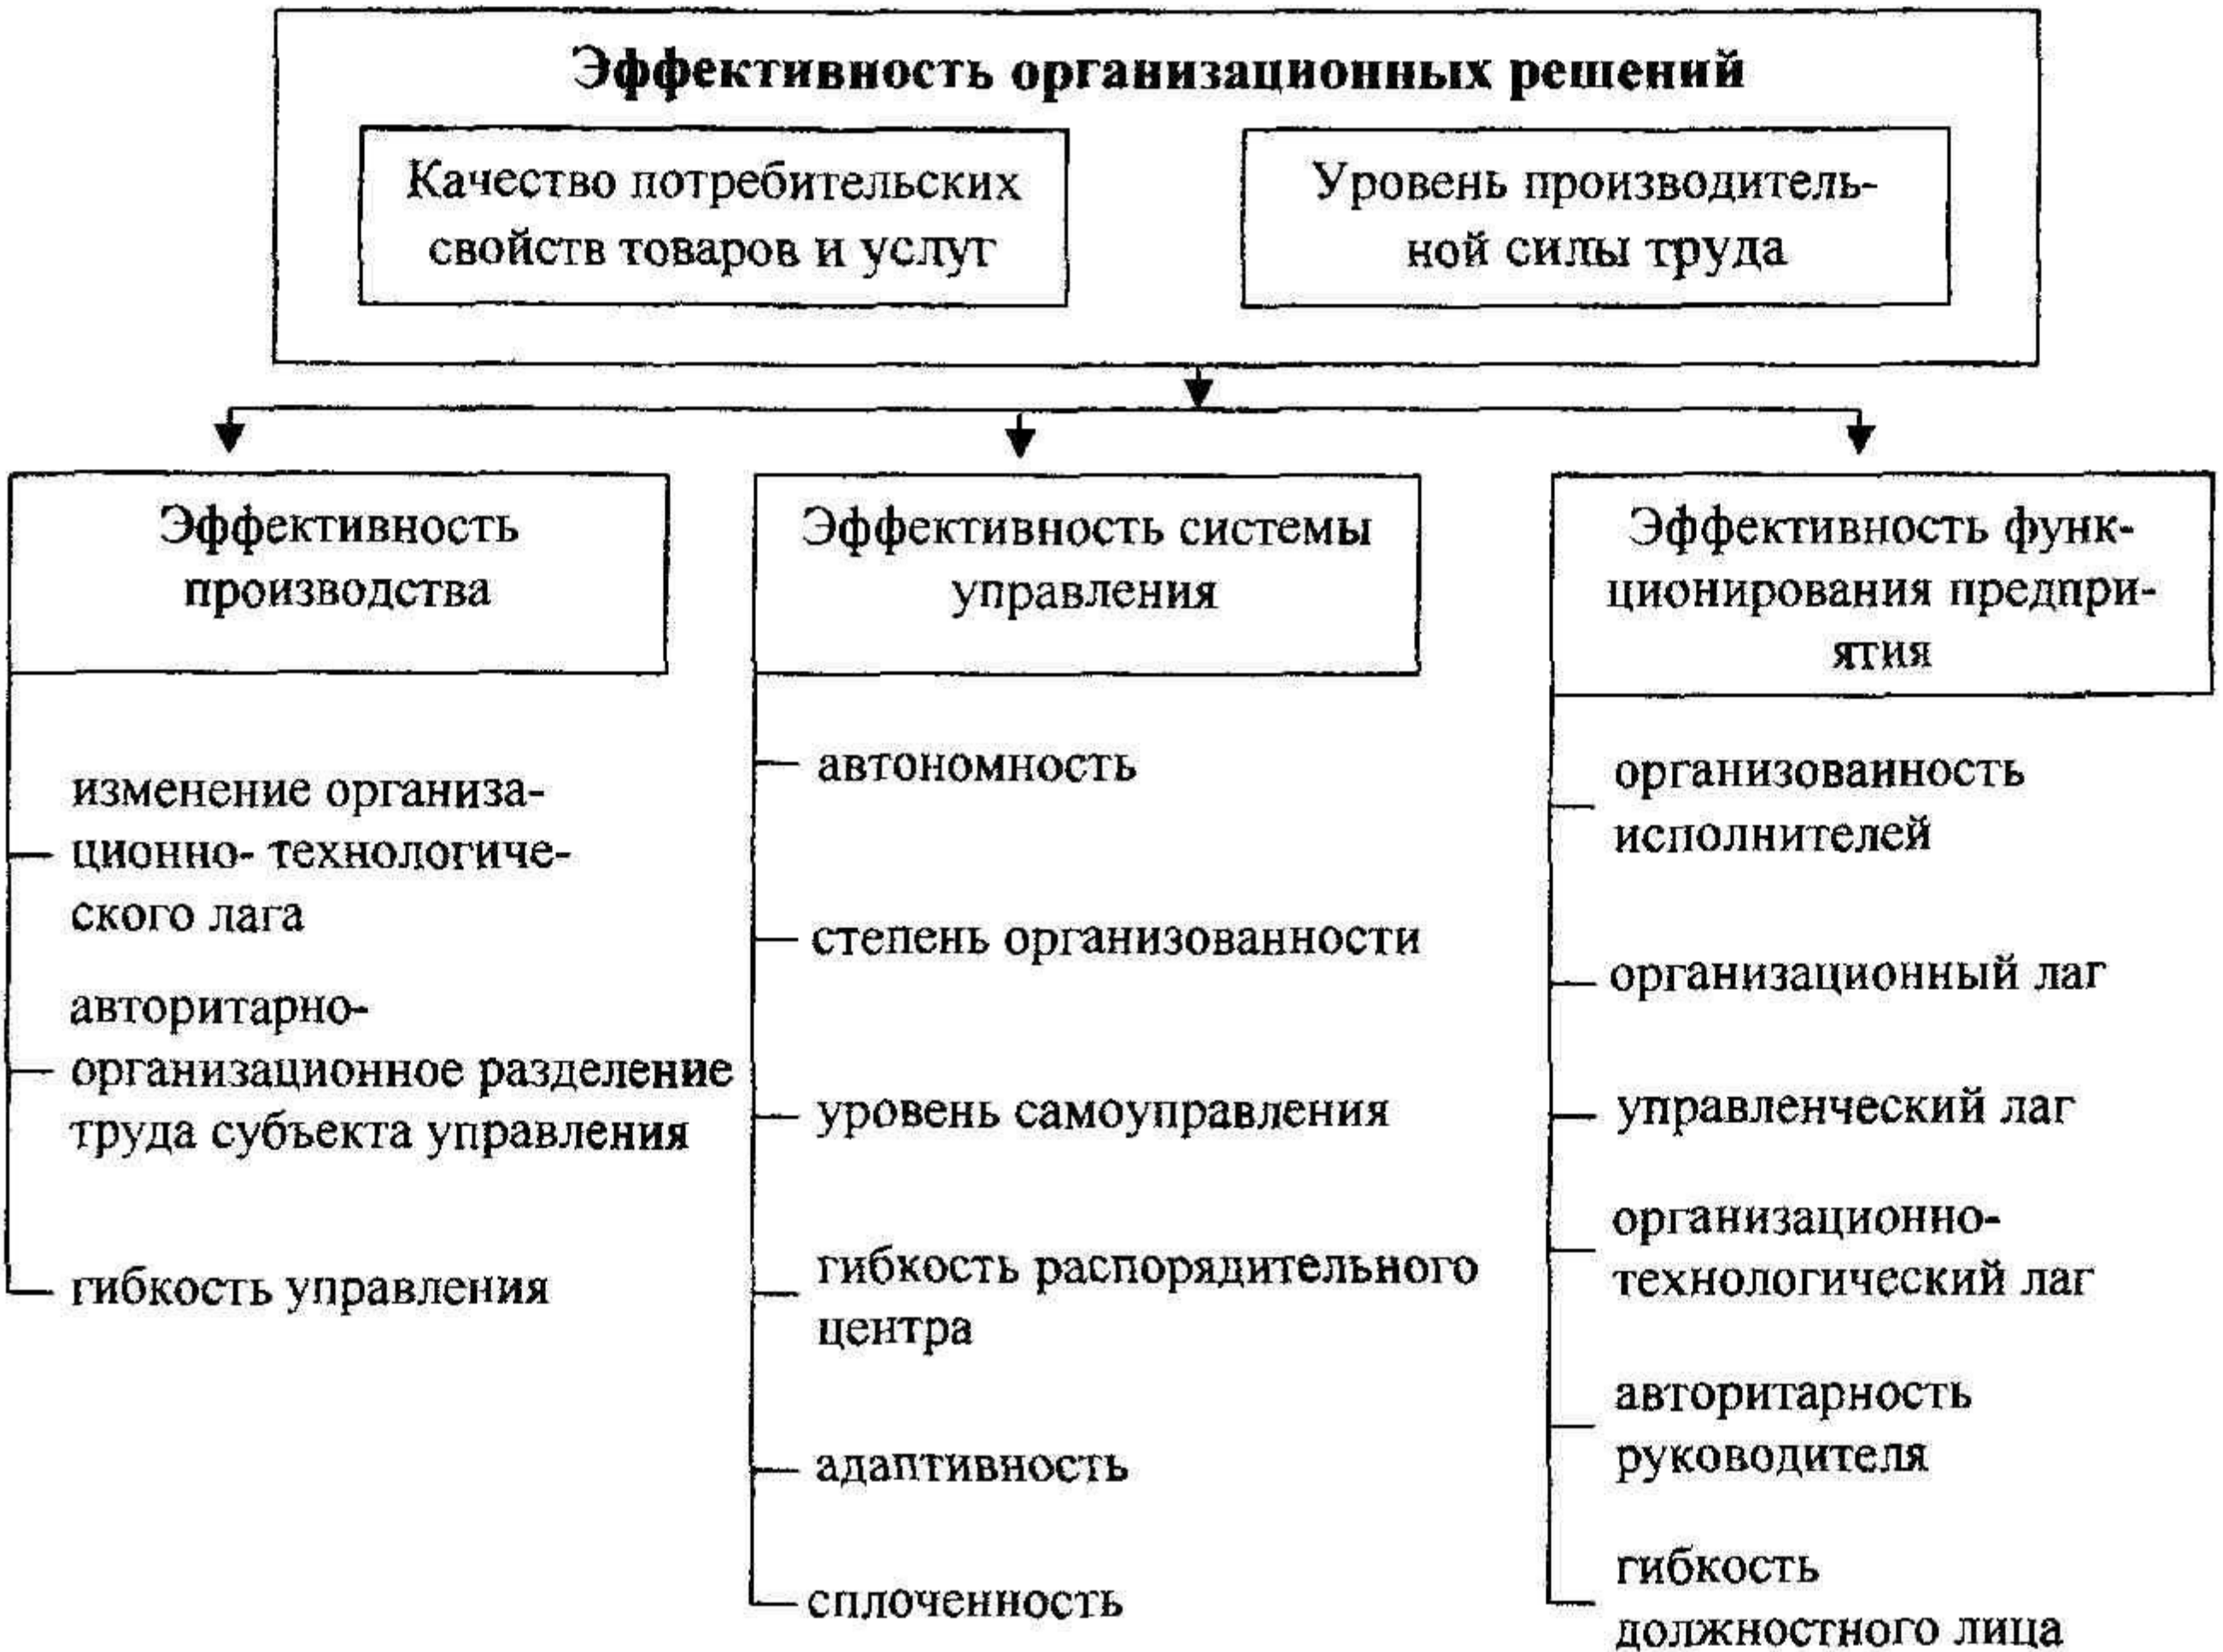 Эффективность организационных решений
Качество потребительских
свойств товаров и услуг
Уровень производитель-
ной силы труда
Эффективность
производства
изменение организа-
ционно- технологиче-
ского лага
авторитарно-
организационное разделение
труда субъекта управления
гибкость управления
Эффективность системы
управления
автономность
степень организованности
уровень самоуправления
гибкость распорядительного
центра
адаптивность
сплоченность
Эффективность функ-
ционирования предпри-
ятия
организованность
исполнителей
организационный лаг
управленческий лаг
организационно-
технологический лаг
авторитарность
руководителя
гибкость
должностного лица